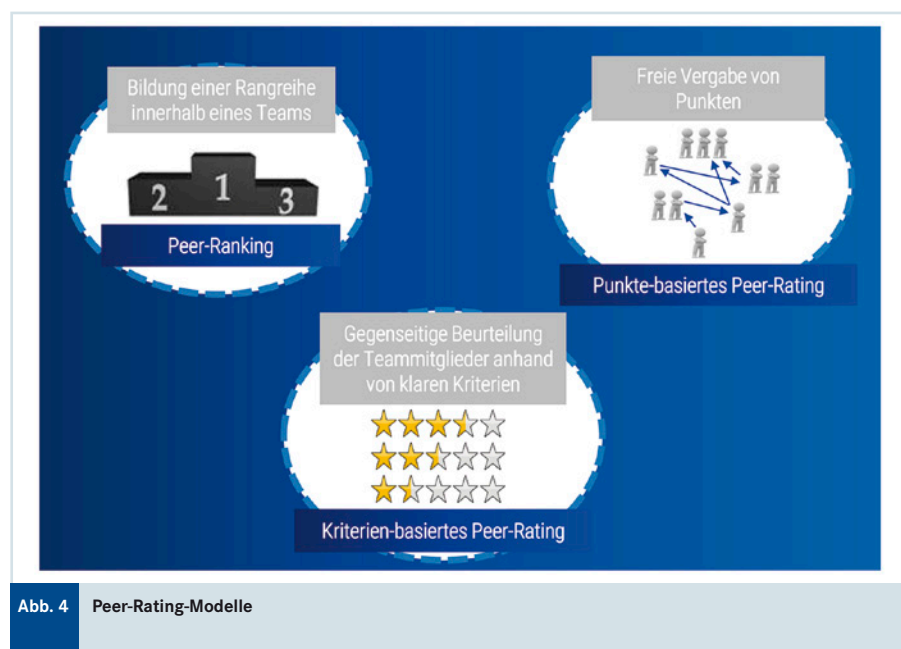 Bildung einer Rangreihe
innerhalb eines Teams
2 1 3
Peer-Ranking
Freie Vergabe von
Punkten
Punkte-basiertes Peer-Rating
Gegenseitige Beurteilung
der Teammitglieder anhand
von klaren Kriterien
Kriterien-basiertes Peer-Rating
Abb. 4 Peer-Rating-Modelle